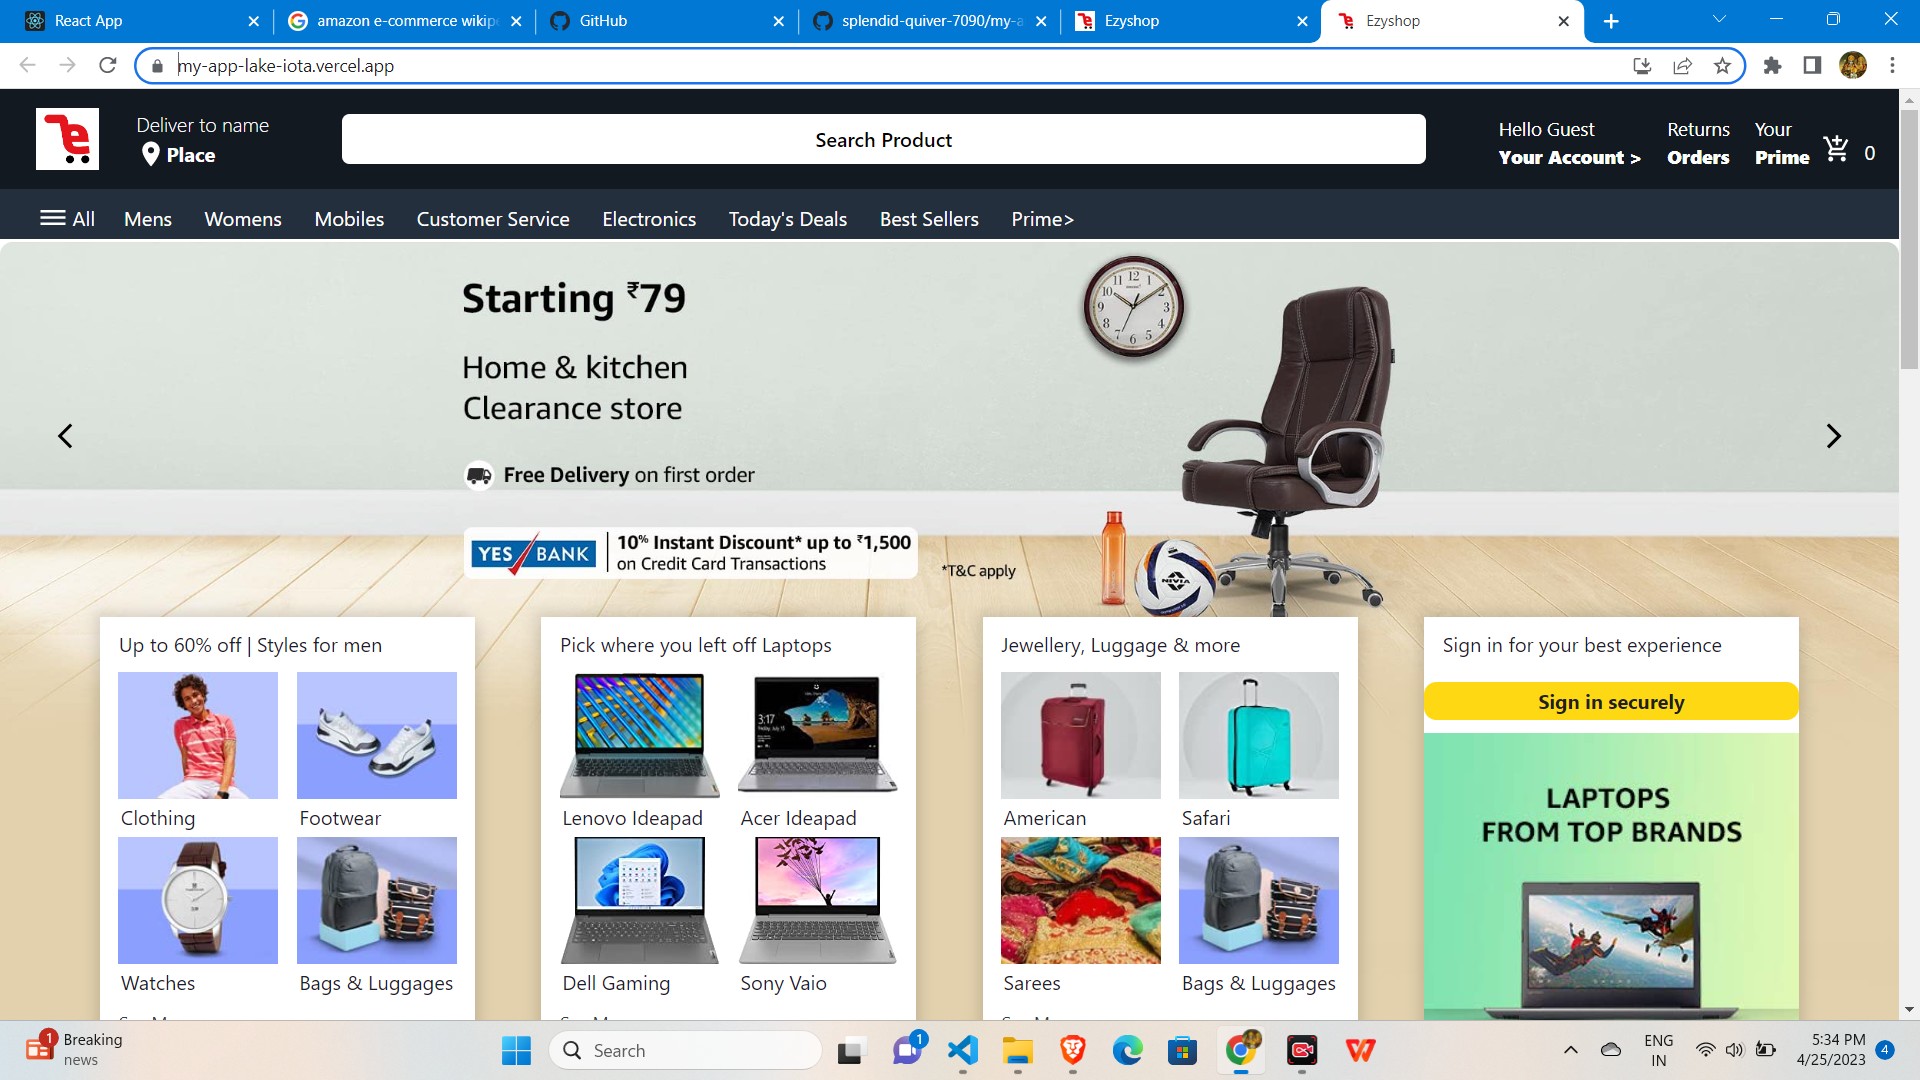 React App
amazon e-commerce wikip
GitHub
splendid-quiver-7090/my-a
Ezyshop
Ezyshop
my-app-lake-iota.vercel.app
Deliver to name
Place
Search Product
Hello Guest
Your Account >
Returns
Orders
Your
Prime
0
All Mens Womens Mobiles Customer Service Electronics Today's Deals Best Sellers Prime>
Starting ₹79
Home & kitchen
Clearance store
Free Delivery on first order
YES BANK
10% Instant Discount* up to ₹1,500
on Credit Card Transactions
*T&C apply
NIVIA
Up to 60% off | Styles for men
Clothing
Footwear
Watches
Bags & Luggages
Pick where you left off Laptops
3:17
Lenovo Ideapad
Acer Ideapad
Dell Gaming
Sony Vaio
Jewellery, Luggage & more
American
Safari
Sarees
Bags & Luggages
Sign in for your best experience
Sign in securely
LAPTOPS
FROM TOP BRANDS
1
Breaking
news
Search
1
ENG
IN
5:34 PM
4/25/2023
4